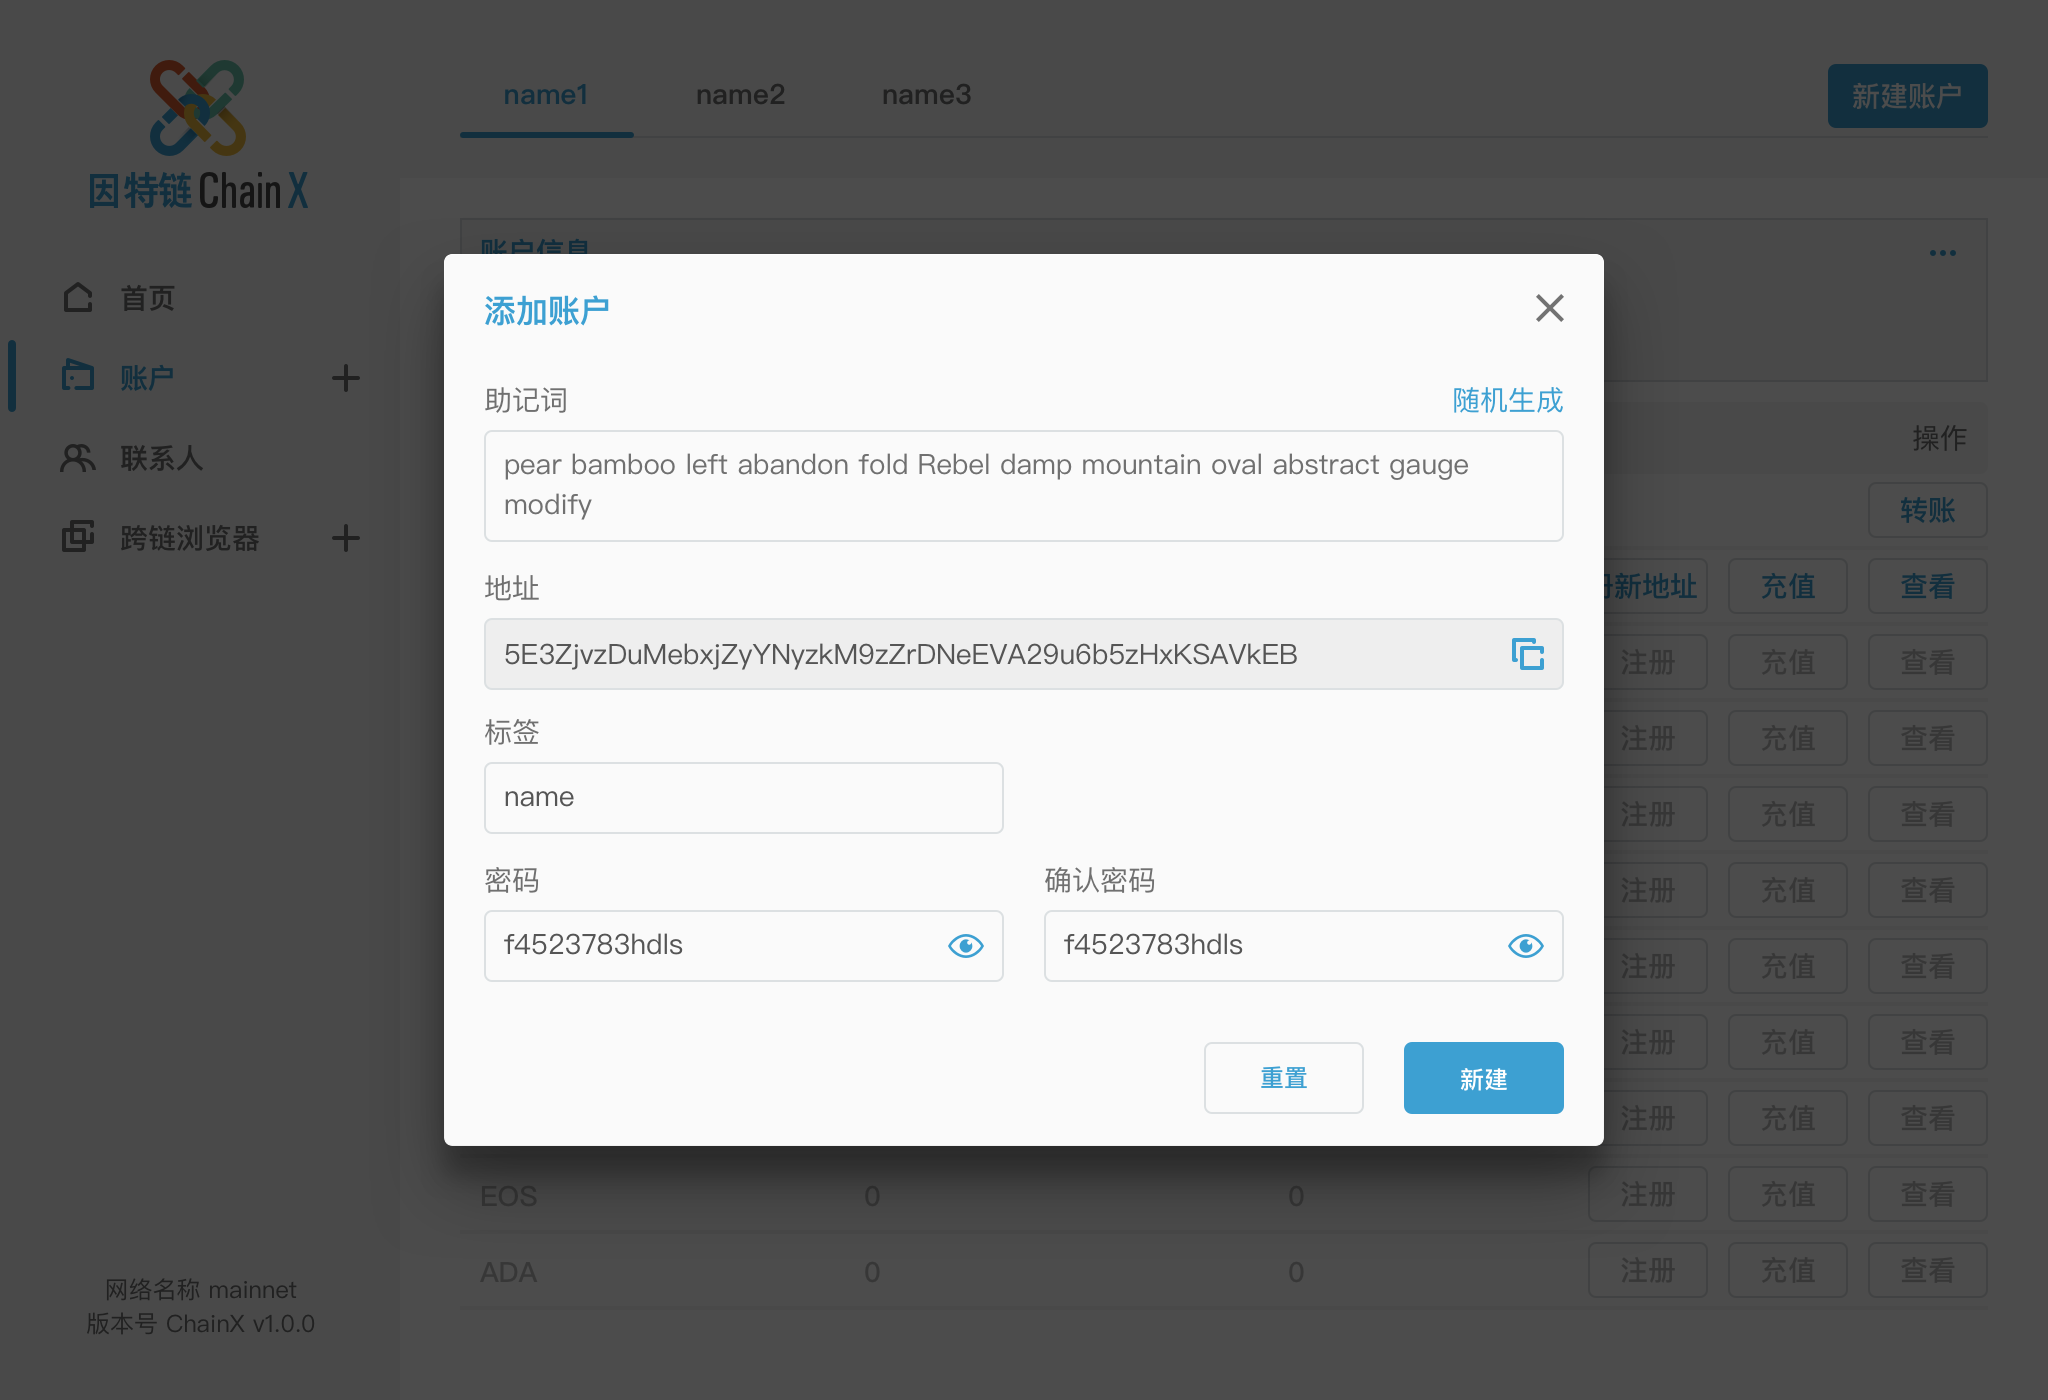 因特链ChainX
首页
账户
联系人
跨链浏览器
网络名称 mainnet
版本号 ChainX v1.0.0
name1 name2 name3
新建账户
账户信息
添加账户
助记词 随机生成
pear bamboo left abandon fold Rebel damp mountain oval abstract gauge
modify
地址
5E3ZjvzDuMebxjZyYNyzkM9zZrDNeEVA29u6b5zHxKSAVkEB
标签
name
密码 确认密码
f4523783hdls f4523783hdls
重置 新建
操作
转账
新地址 充值 查看
注册 充值 查看
注册 充值 查看
注册 充值 查看
注册 充值 查看
注册 充值 查看
注册 充值 查看
注册 充值 查看
EOS 0 0 注册 充值 查看
ADA 0 0 注册 充值 查看